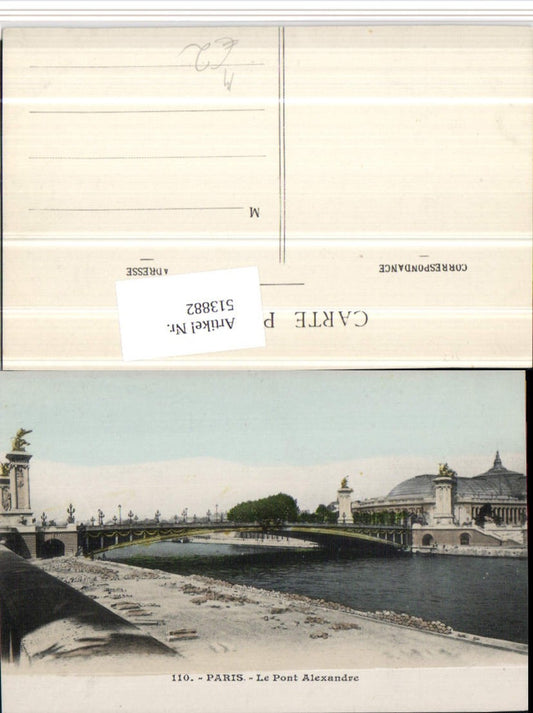 CARTE P
CORRESPONDANCE
ADRESSE
M
Artikel Nr.
513882
110. - PARIS. - Le Pont Alexandre